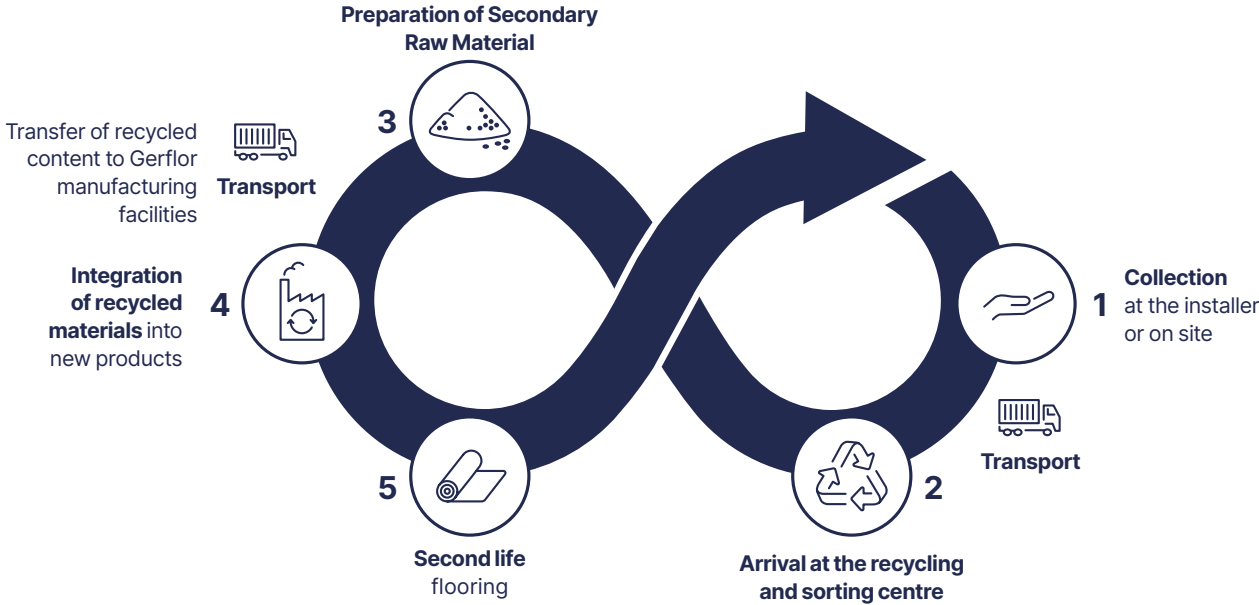 Preparation of Secondary
Raw Material
3
Transfer of recycled
content to Gerflor
manufacturing
facilities
Transport
Integration
of recycled
materials into
new products
4
1
Collection
at the installer
or on site
Transport
5
2
Second life
flooring
Arrival at the recycling
and sorting centre